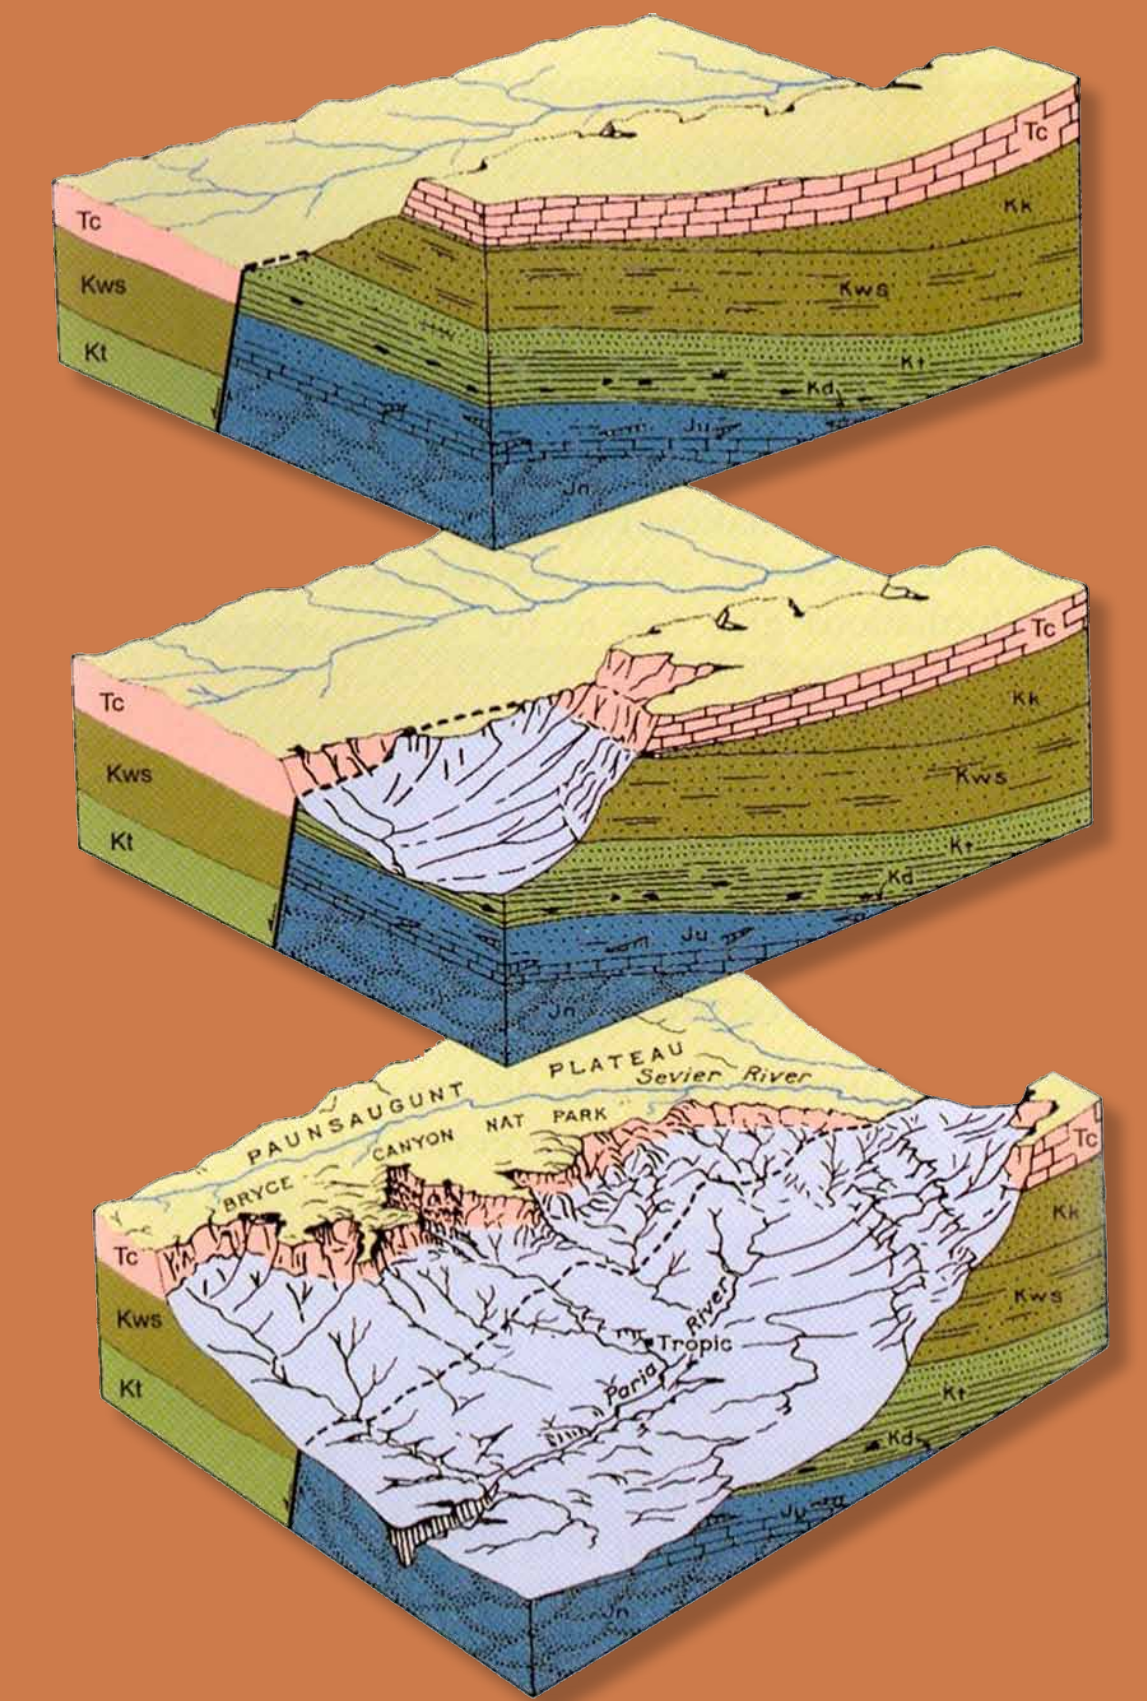 Tc
Tc
Kk
Kws
Kws
Kt
Kt
Kd
Ju
Jn
Tc
Tc
Kk
Kws
Kws
Kt
Kt
Kd
Ju
Jn
PAUNSAUGUNT PLATEAU
Sevier River
BRYCE CANYON NAT PARK
Tc
Tc
Kk
Kws
Kws
Kt
Kt
Kd
Ju
Jn
Tropic
Paria River